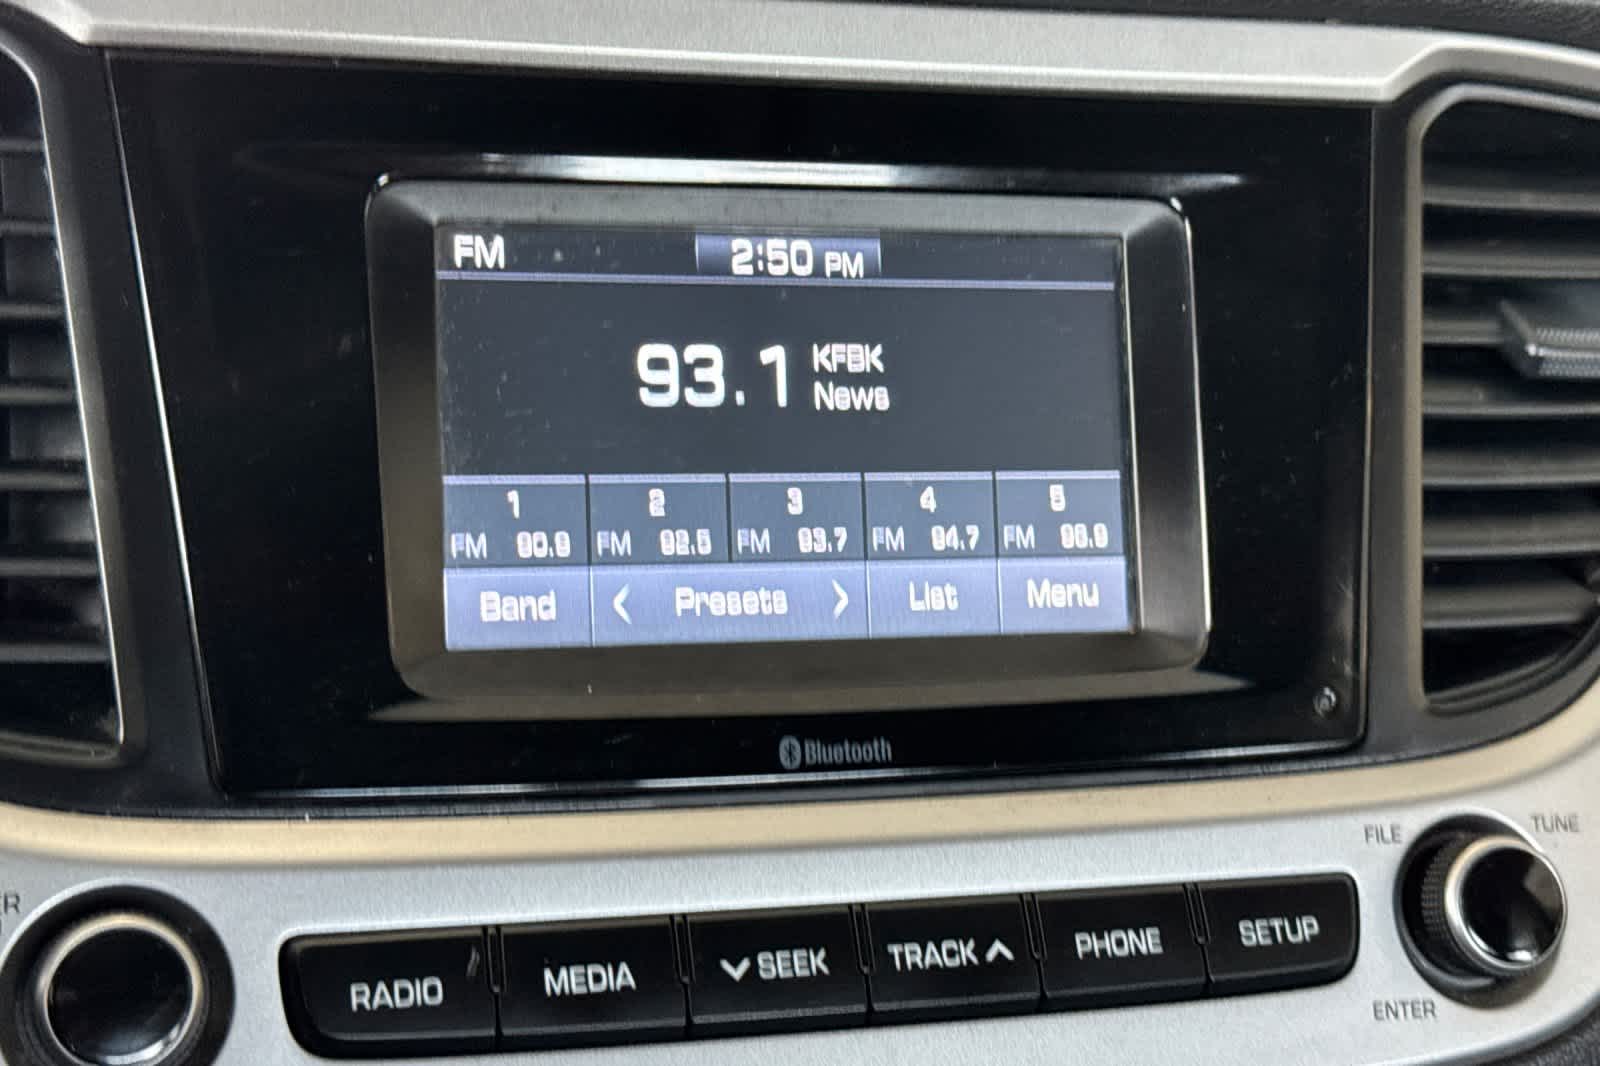 FM 2:50 PM
93.1 KFBK
News
1 2 3 4 5
FM 90.9 FM 92.5 FM 93.7 FM 94.7 FM
Band < Presets > List Menu
Bluetooth
FILE TUNE
RADIO MEDIA SEEK TRACK PHONE SETUP
ENTER